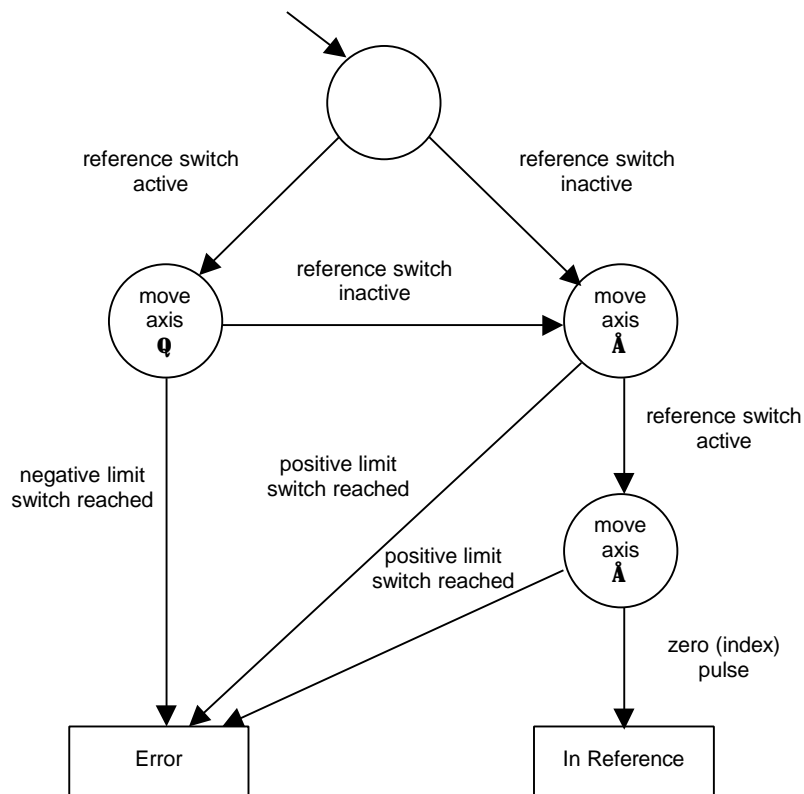 reference switch
active
reference switch
inactive
reference switch
inactive
move
axis
Q
move
axis
Å
reference switch
active
negative limit
switch reached
positive limit
switch reached
positive limit
switch reached
move
axis
Å
zero (index)
pulse
Error
In Reference